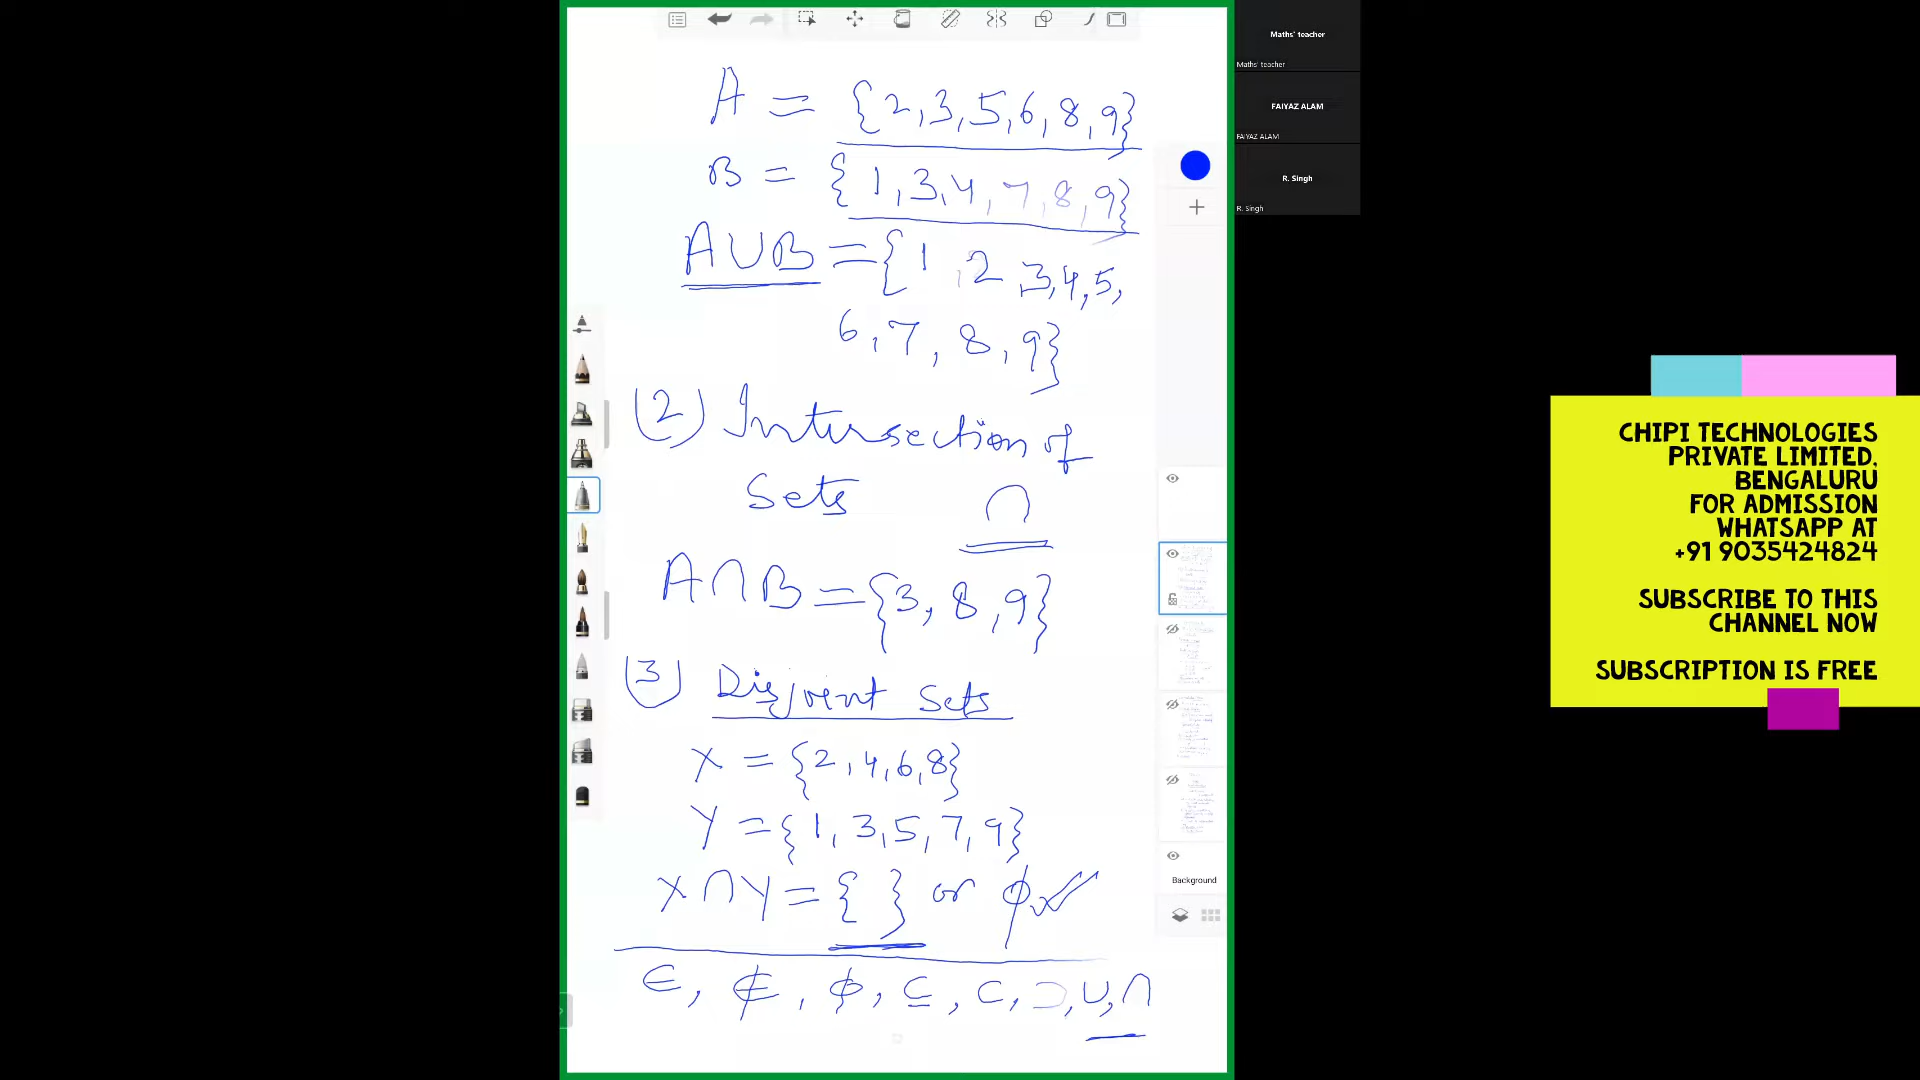 A = {2,3,5,6,8,9}
B = {1,3,4,7,8,9}
A∪B = {1,2,3,4,5,
6,7,8,9}
(2) Intersection of
Sets ∩
A∩B = {3,8,9}
(3) Disjoint Sets
X = {2,4,6,8}
Y = {1,3,5,7,9}
X∩Y = { } or ϕ
∈, ∉, ϕ, ⊆, ⊂, ⊃, ∪, ∩
Background
Maths' teacher
Maths' teacher
FAIYAZ ALAM
FAIYAZ ALAM
R. Singh
R. Singh
CHIPI TECHNOLOGIES
PRIVATE LIMITED,
BENGALURU
FOR ADMISSION
WHATSAPP AT
+91 9035424824
SUBSCRIBE TO THIS
CHANNEL NOW
SUBSCRIPTION IS FREE